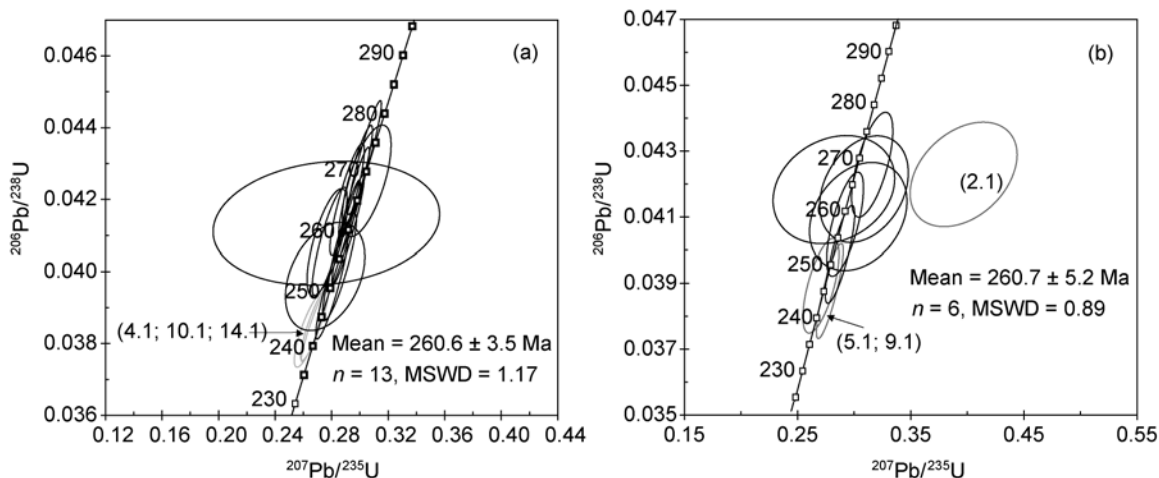 (a)
0.046
0.044
0.042
0.040
0.038
0.036
²⁰⁶Pb/²³⁸U
290
280
270
260
250
240
230
(4.1; 10.1; 14.1)
Mean = 260.6 ± 3.5 Ma
n = 13, MSWD = 1.17
0.12 0.16 0.20 0.24 0.28 0.32 0.36 0.40 0.44
²⁰⁷Pb/²³⁵U
(b)
0.047
0.047
0.045
0.043
0.041
0.039
0.037
0.035
²⁰⁶Pb/²³⁸U
290
280
270
260
250
240
230
(2.1)
Mean = 260.7 ± 5.2 Ma
n = 6, MSWD = 0.89
(5.1; 9.1)
0.15 0.25 0.35 0.45 0.55
²⁰⁷Pb/²³⁵U